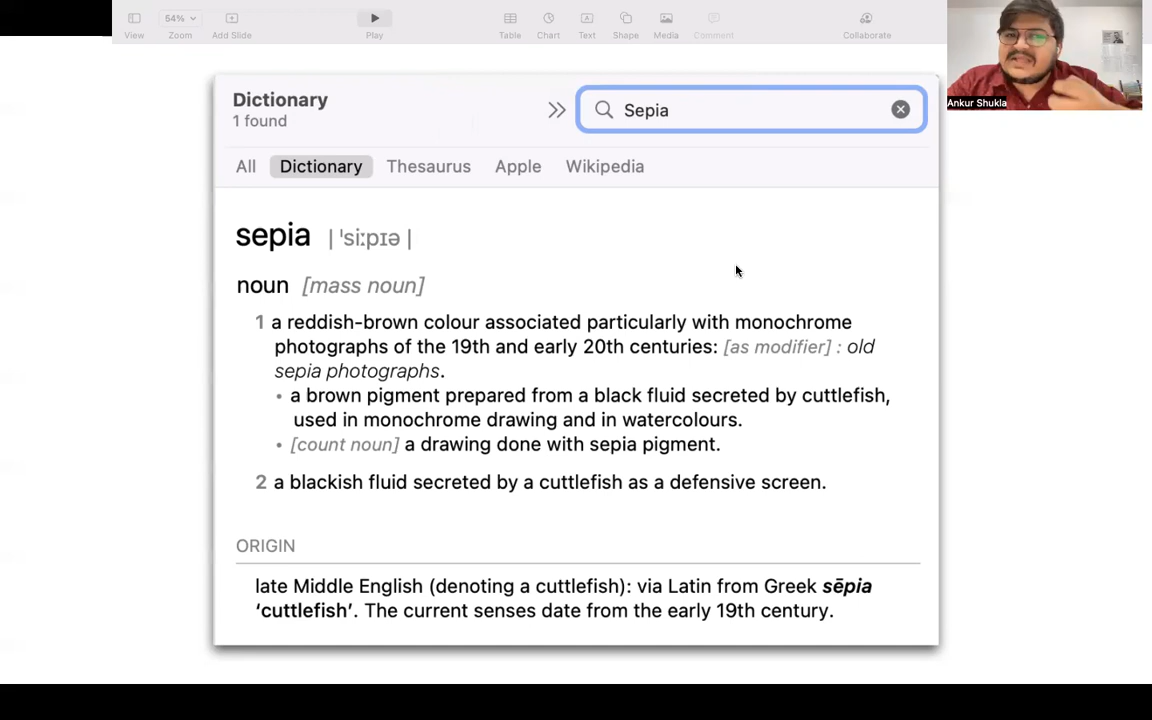 View
54%
Zoom
Add Slide
Play
Table
Chart
Text
Shape
Media
Comment
Collaborate
Ankur Shukla
Dictionary
1 found
Sepia
All Dictionary Thesaurus Apple Wikipedia
sepia | ˈsiːpɪə |
noun [mass noun]
1 a reddish-brown colour associated particularly with monochrome
photographs of the 19th and early 20th centuries: [as modifier] : old
sepia photographs.
• a brown pigment prepared from a black fluid secreted by cuttlefish,
used in monochrome drawing and in watercolours.
• [count noun] a drawing done with sepia pigment.
2 a blackish fluid secreted by a cuttlefish as a defensive screen.
ORIGIN
late Middle English (denoting a cuttlefish): via Latin from Greek sēpia
‘cuttlefish’. The current senses date from the early 19th century.